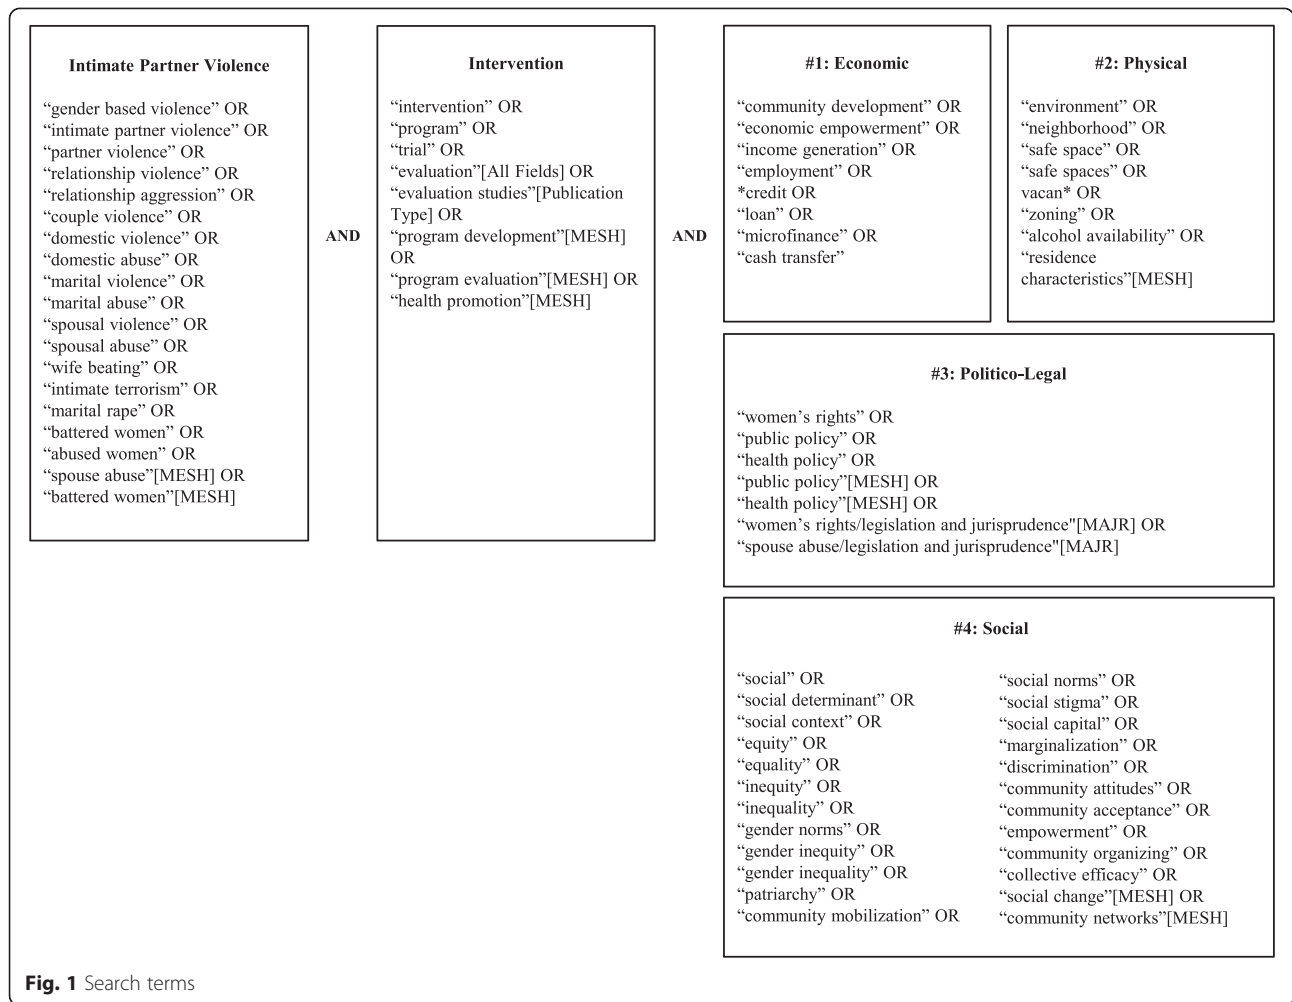 Intimate Partner Violence
“gender based violence” OR
“intimate partner violence” OR
“partner violence” OR
“relationship violence” OR
“relationship aggression” OR
“couple violence” OR
“domestic violence” OR
“domestic abuse” OR
“marital violence” OR
“marital abuse” OR
“spousal violence” OR
“spousal abuse” OR
“wife beating” OR
“intimate terrorism” OR
“marital rape” OR
“battered women” OR
“abused women” OR
“spouse abuse”[MESH] OR
“battered women”[MESH]
AND
Intervention
“intervention” OR
“program” OR
“trial” OR
“evaluation”[All Fields] OR
“evaluation studies”[Publication
Type] OR
“program development”[MESH]
OR
“program evaluation”[MESH] OR
“health promotion”[MESH]
AND
#1: Economic
“community development” OR
“economic empowerment” OR
“income generation” OR
“employment” OR
*credit OR
“loan” OR
“microfinance” OR
“cash transfer”
#2: Physical
“environment” OR
“neighborhood” OR
“safe space” OR
“safe spaces” OR
vacan* OR
“zoning” OR
“alcohol availability” OR
“residence
characteristics”[MESH]
#3: Politico-Legal
“women’s rights” OR
“public policy” OR
“health policy” OR
“public policy”[MESH] OR
“health policy”[MESH] OR
“women’s rights/legislation and jurisprudence"[MAJR] OR
“spouse abuse/legislation and jurisprudence"[MAJR]
#4: Social
“social” OR
“social determinant” OR
“social context” OR
“equity” OR
“equality” OR
“inequity” OR
“inequality” OR
“gender norms” OR
“gender inequity” OR
“gender inequality” OR
“patriarchy” OR
“community mobilization” OR
“social norms” OR
“social stigma” OR
“social capital” OR
“marginalization” OR
“discrimination” OR
“community attitudes” OR
“community acceptance” OR
“empowerment” OR
“community organizing” OR
“collective efficacy” OR
“social change”[MESH] OR
“community networks”[MESH]
Fig. 1 Search terms